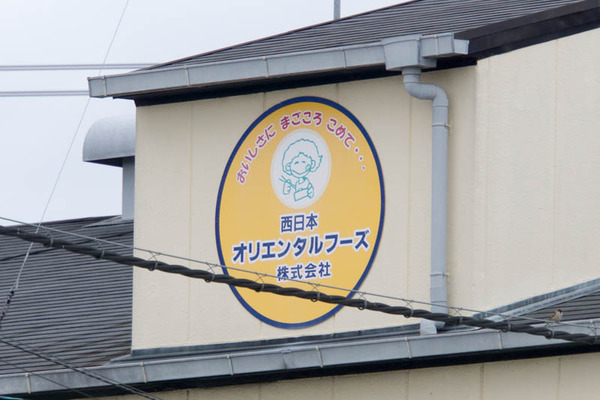 おいしさに まごころ こめて・・・
西日本
オリエンタルフーズ
株式会社